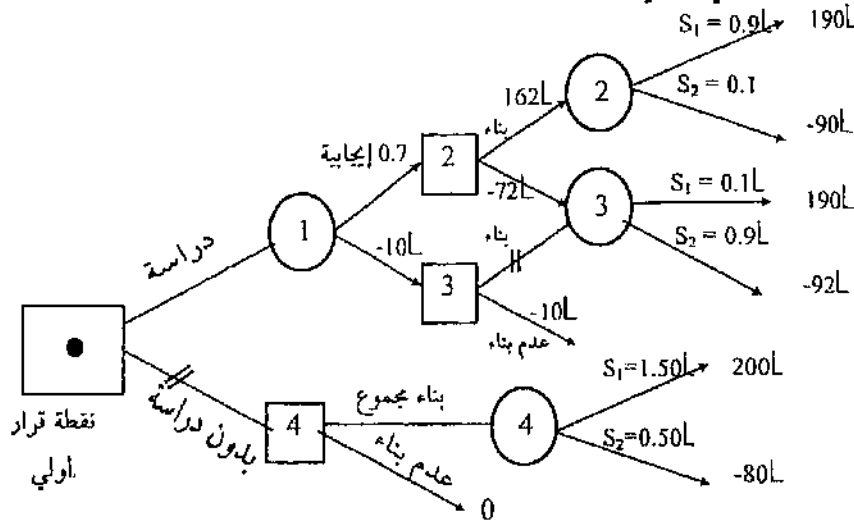 S₁ = 0.9L
190L
S₂ = 0.1
-90L
2
162L
بناء
إيجابية 0.7
2
-72L
S₁ = 0.1L
190L
3
S₂ = 0.9L
-92L
بناء
1
-10L
3
-10L
عدم بناء
دراسة
نقطة قرار
أولي
بدون دراسة
4
بناء مجموع
عدم بناء
0
4
S₁=1.50L
200L
S₂=0.50L
-80L